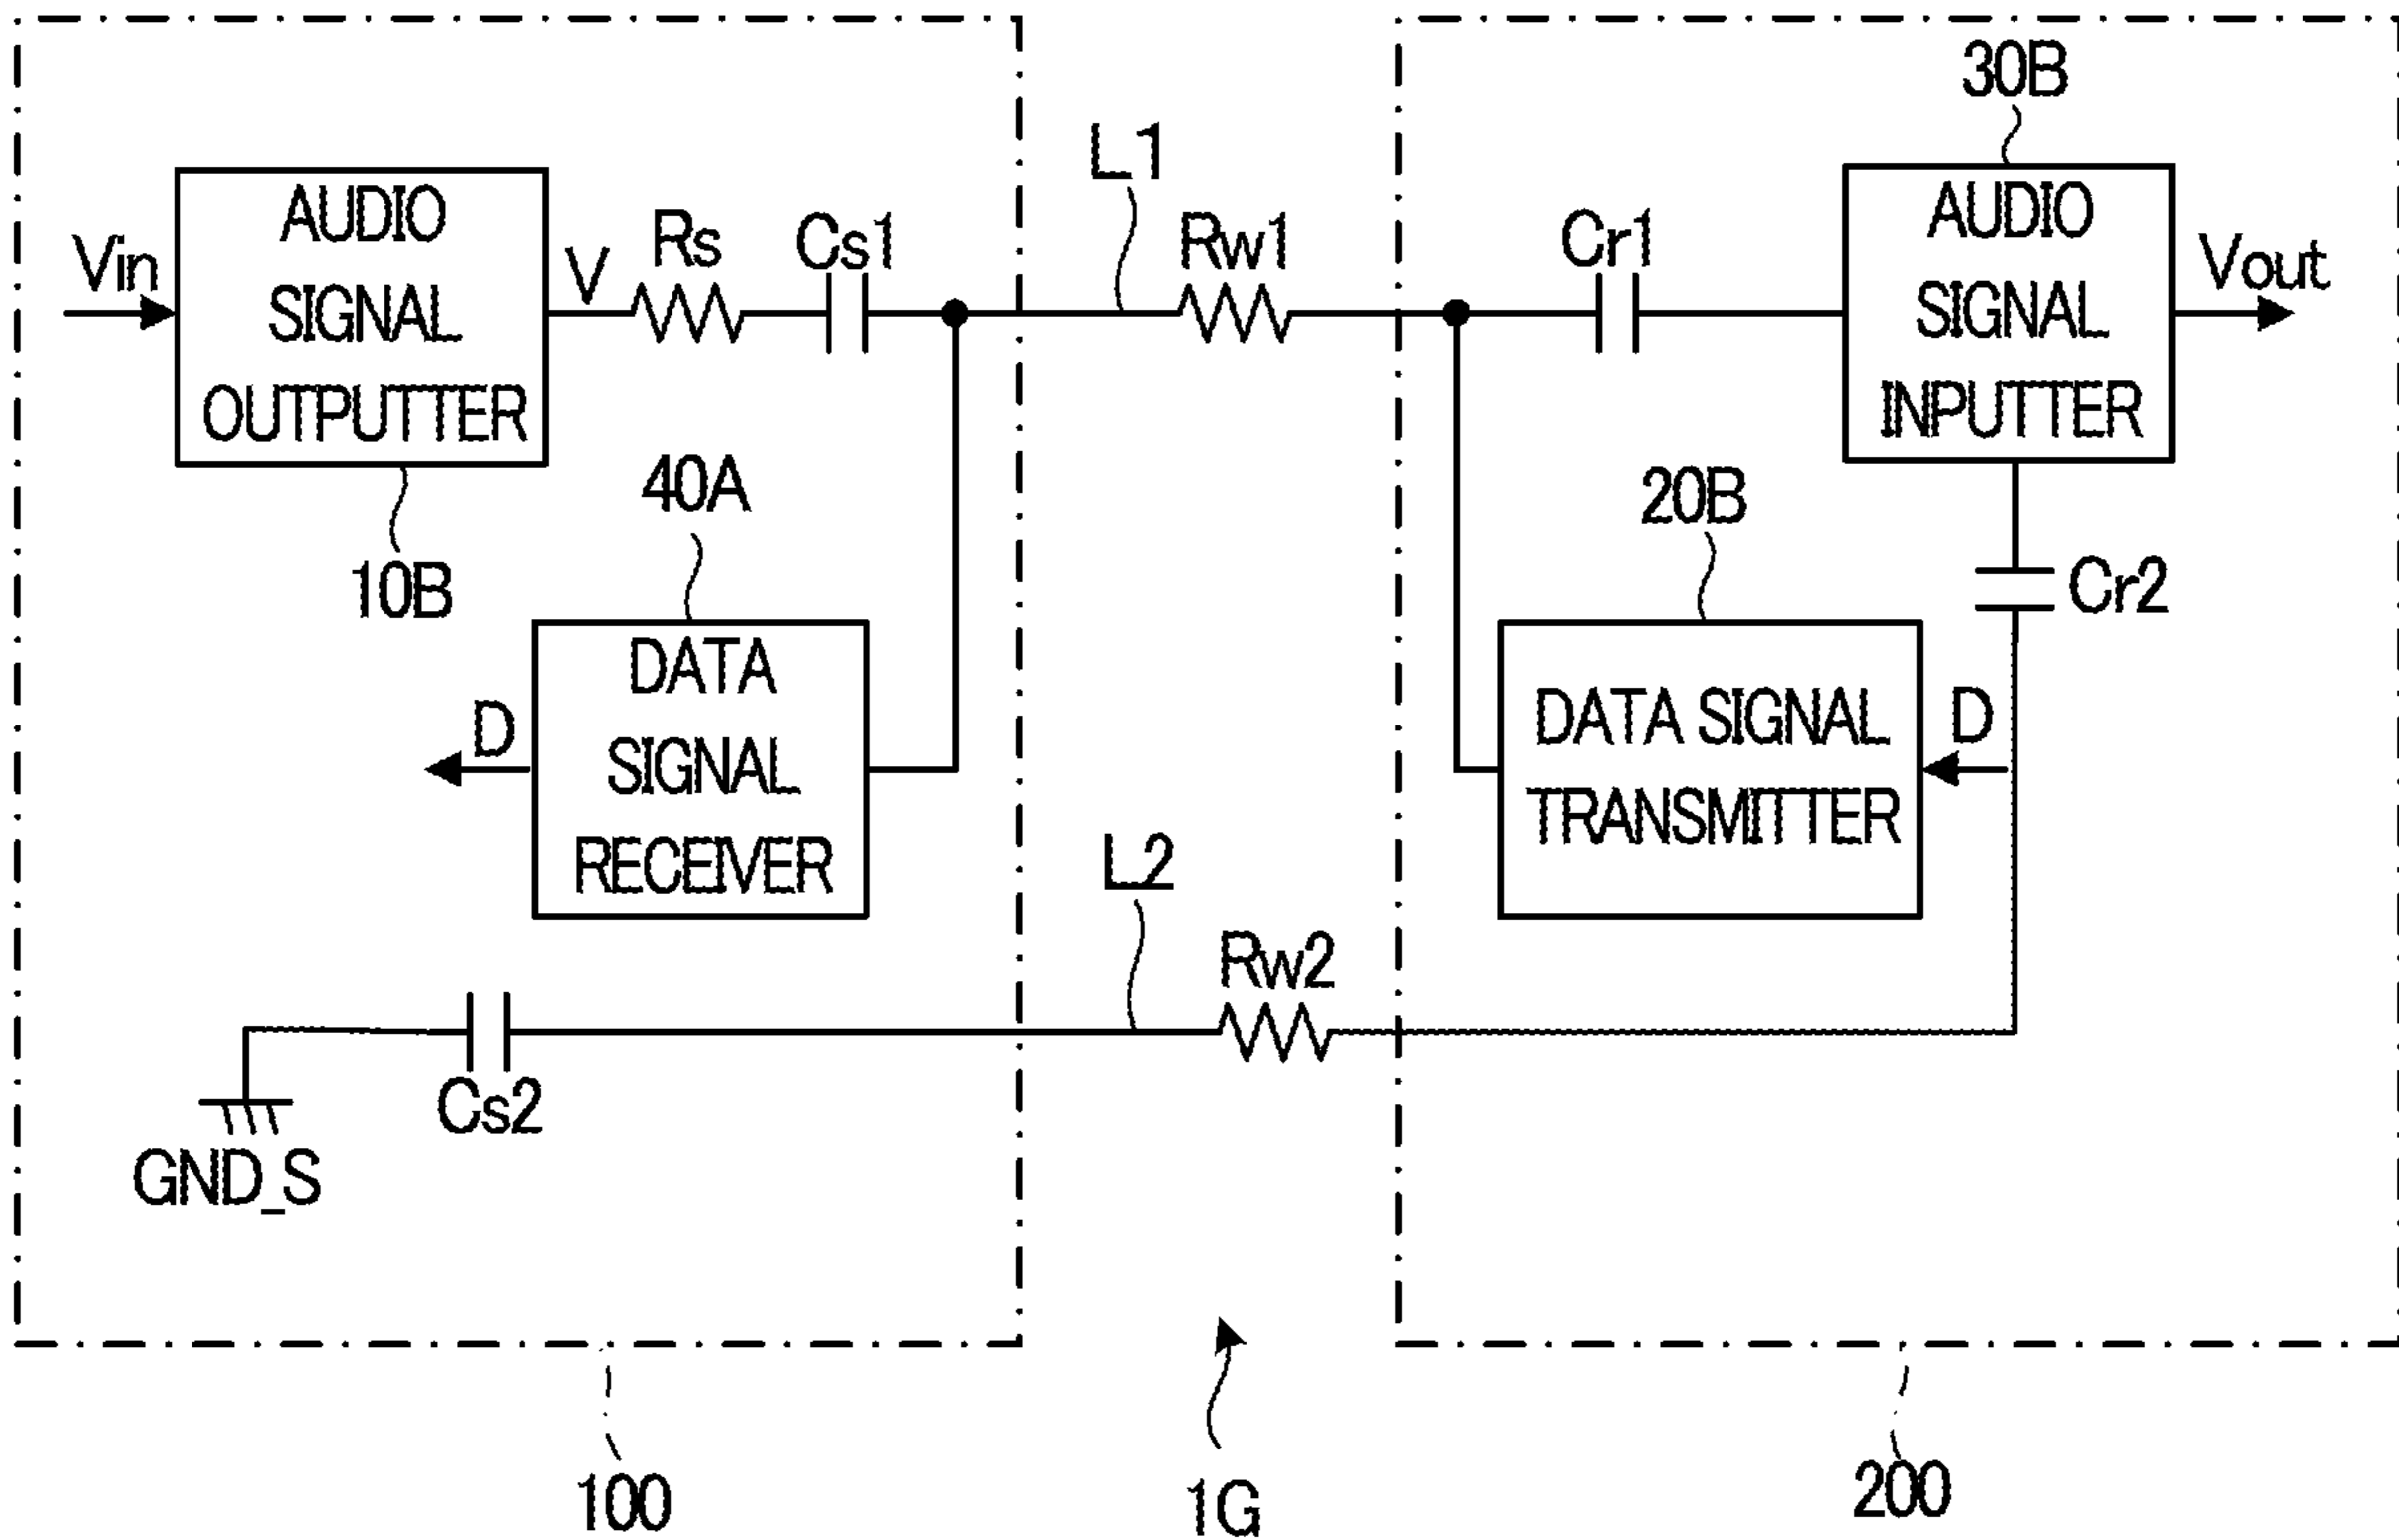 30B
L1
Vin
AUDIO
SIGNAL
OUTPUTTER
V
Rs
Cs1
Rw1
Cr1
AUDIO
SIGNAL
INPUTTER
Vout
10B
40A
20B
Cr2
D
DATA
SIGNAL
RECEIVER
DATA SIGNAL
TRANSMITTER
D
L2
Rw2
Cs2
GND_S
100
1G
200